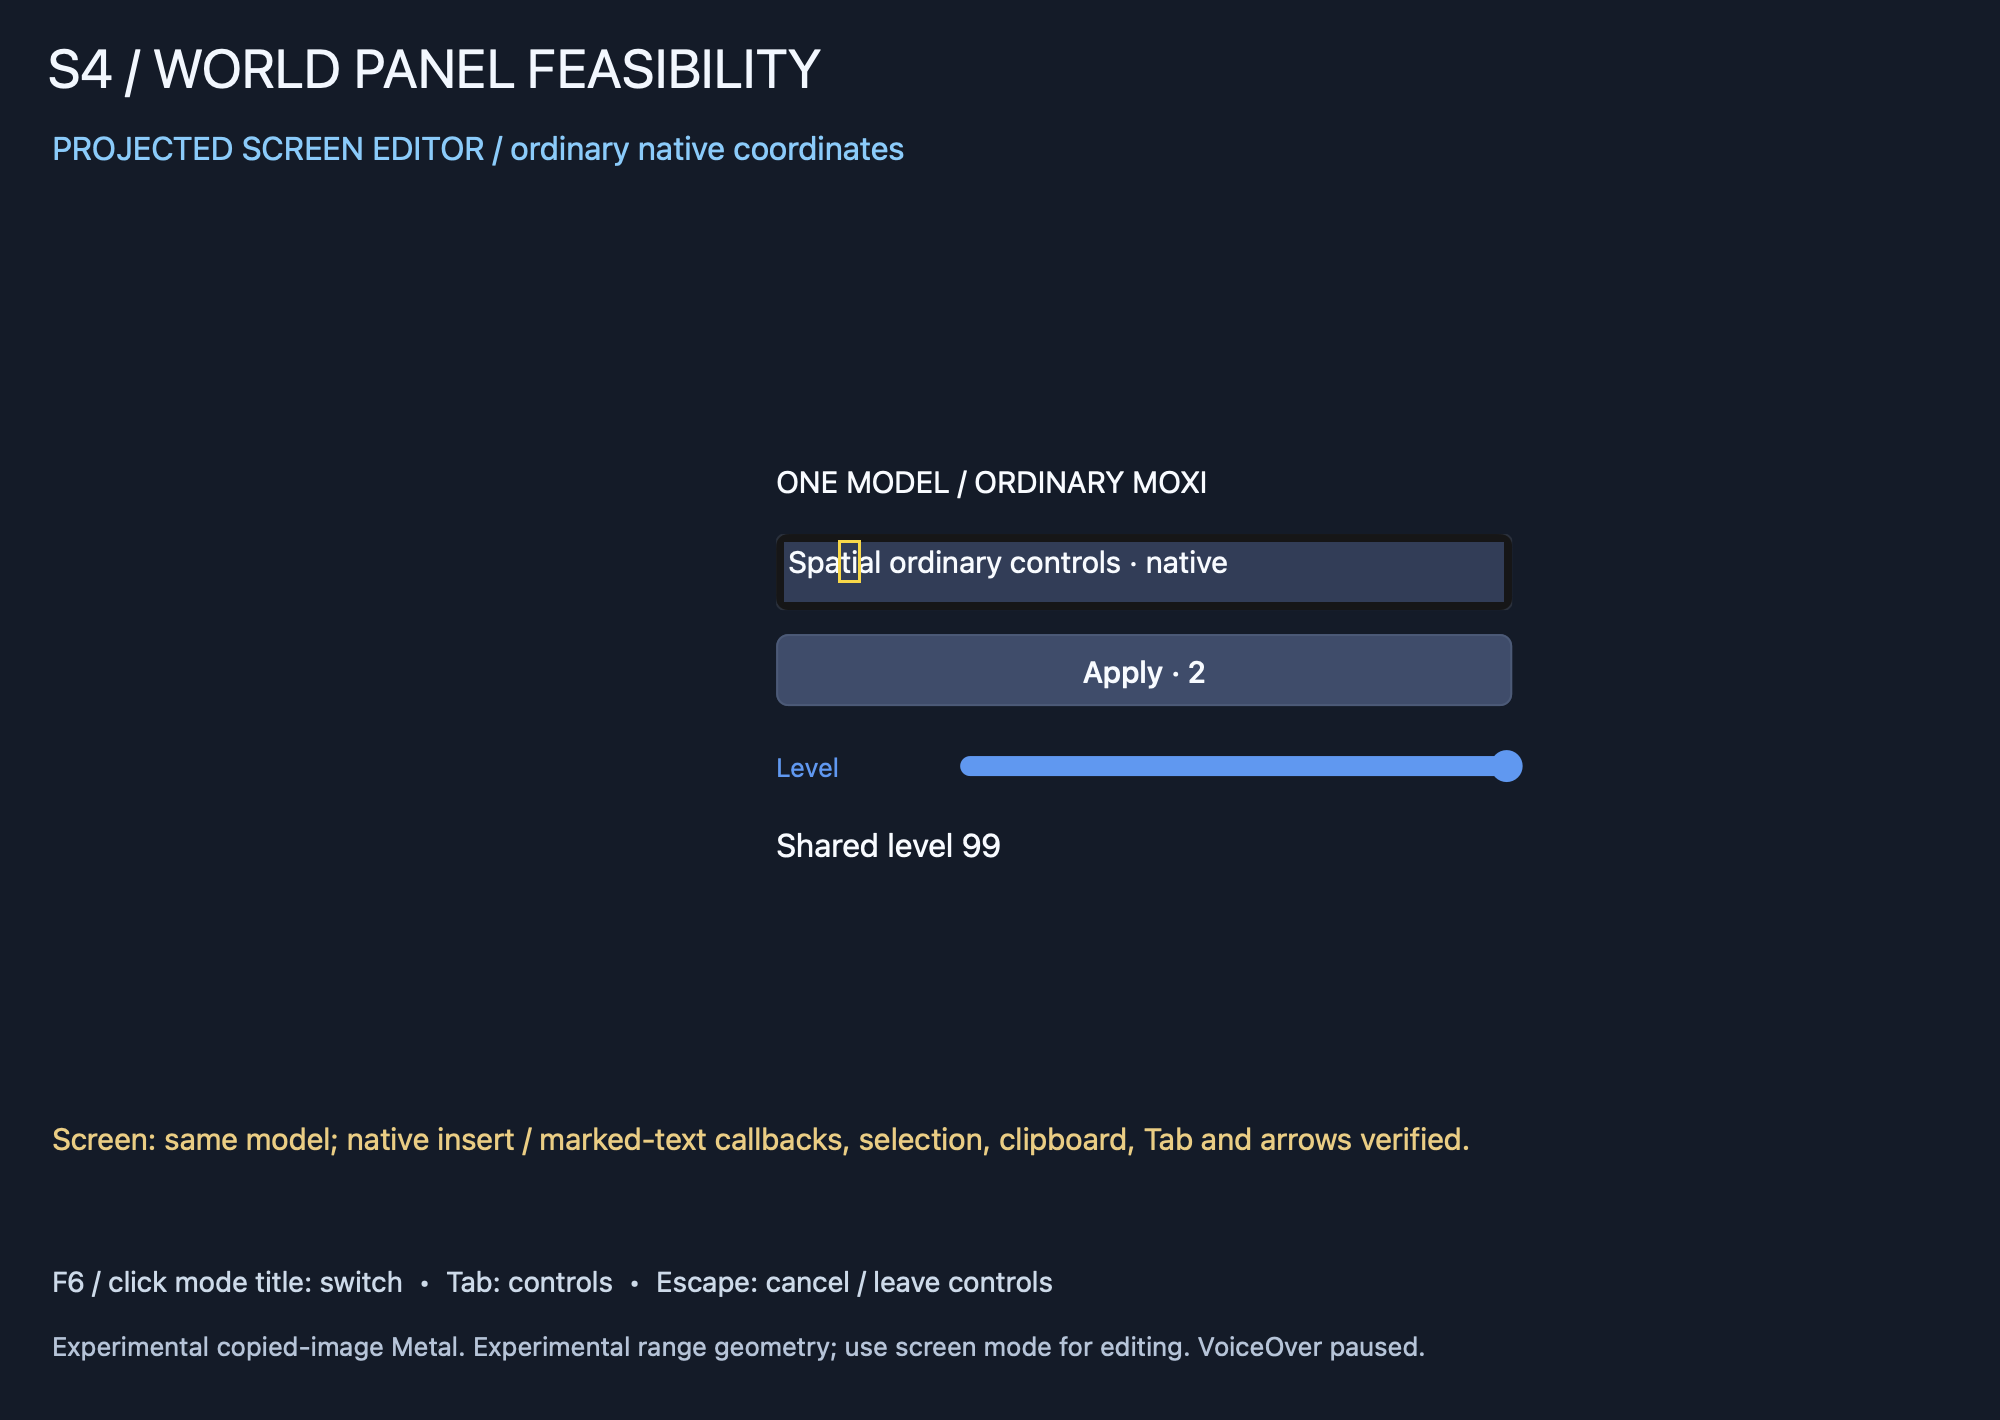 S4 / WORLD PANEL FEASIBILITY
PROJECTED SCREEN EDITOR / ordinary native coordinates
ONE MODEL / ORDINARY MOXI
Spatial ordinary controls · native
Apply · 2
Level
Shared level 99
Screen: same model; native insert / marked-text callbacks, selection, clipboard, Tab and arrows verified.
F6 / click mode title: switch • Tab: controls • Escape: cancel / leave controls
Experimental copied-image Metal. Experimental range geometry; use screen mode for editing. VoiceOver paused.